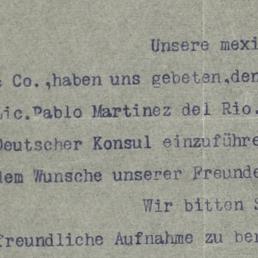 Unsere mexi
Co.,haben uns gebeten,den
Lic.Pablo Martinez del Rio.
Deutscher Konsul einzuführe
dem Wunsche unserer Freunde
Wir bitten S
freundliche Aufnahme zu ber